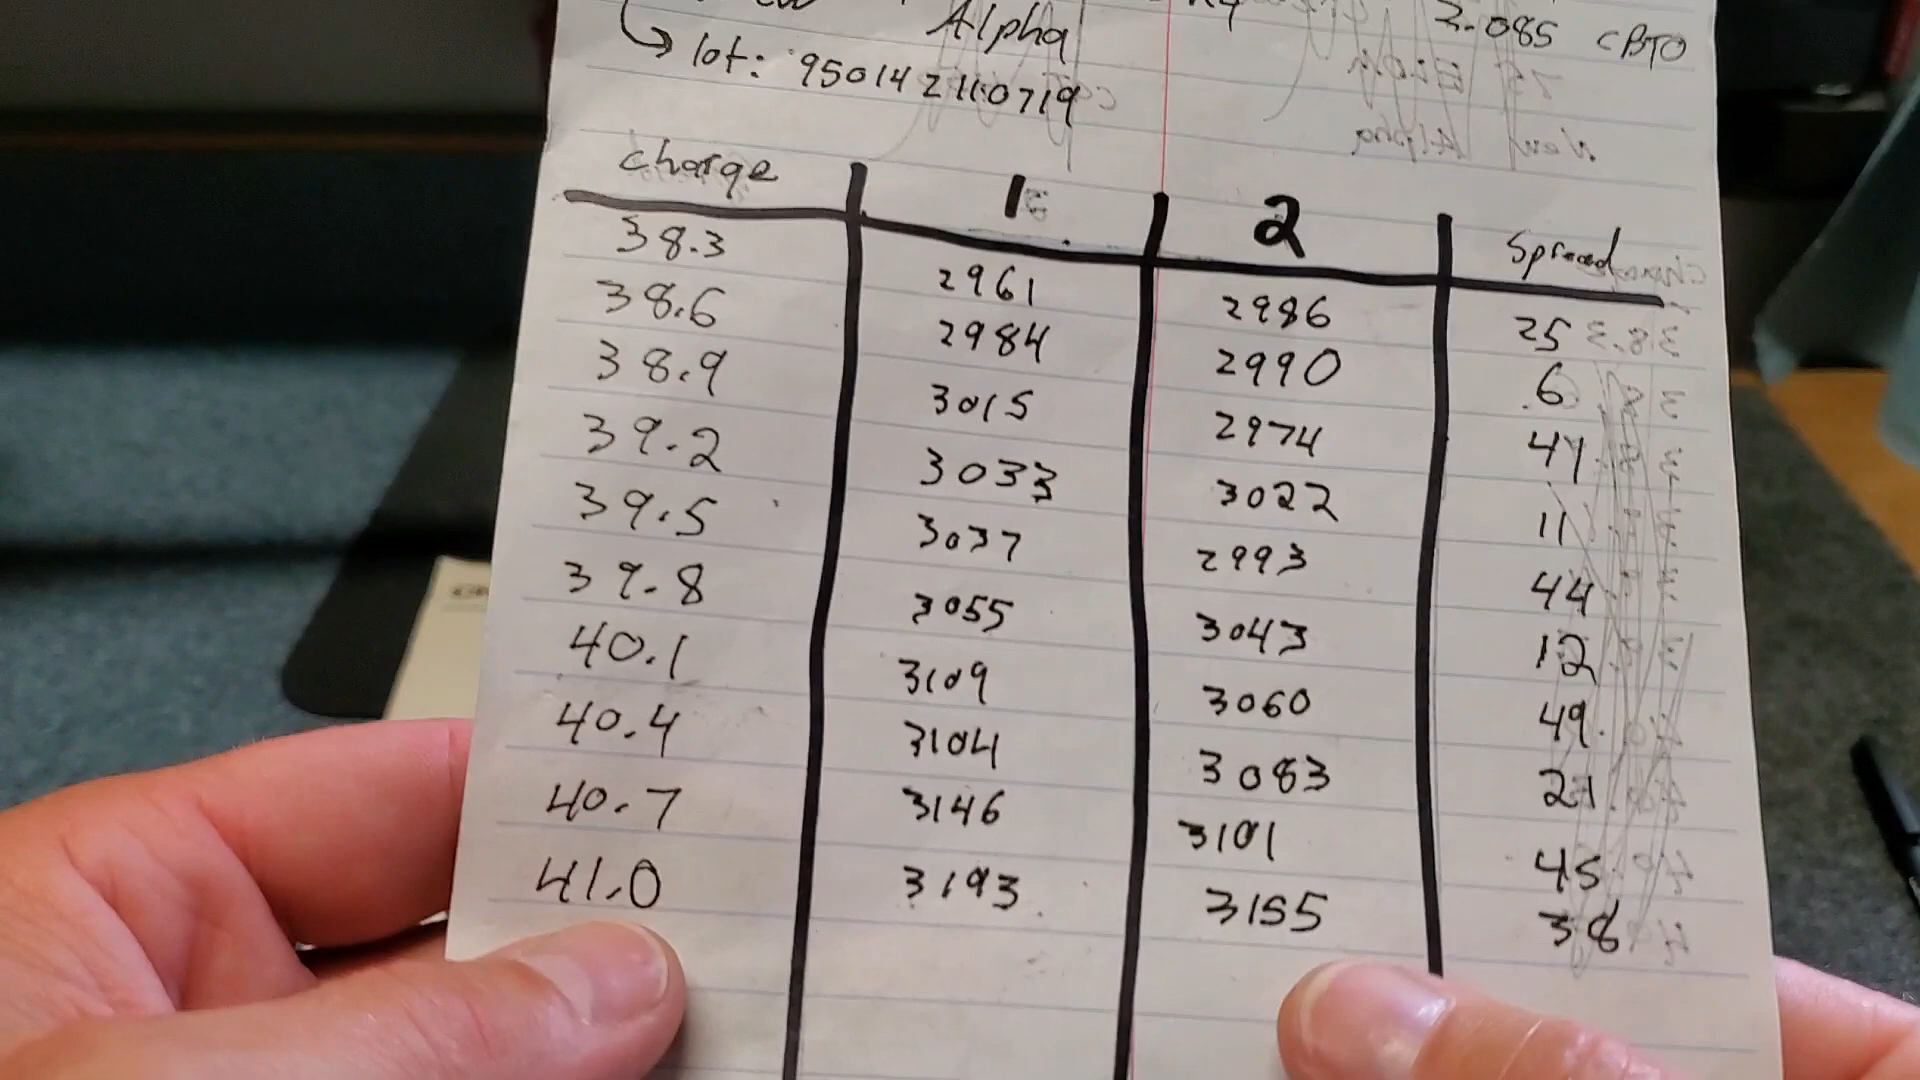 Alpha 2.085 CBTO
lot: 9501421110719
charge 1 2 Spread
38.3 2961 2986 25
38.6 2984 2990 6
38.9 3015 2974 41
39.2 3033 3022 11
39.5 3037 2993 44
39.8 3055 3043 12
40.1 3109 3060 49
40.4 3104 3083 21
40.7 3146 3101 45
41.0 3193 3155 38